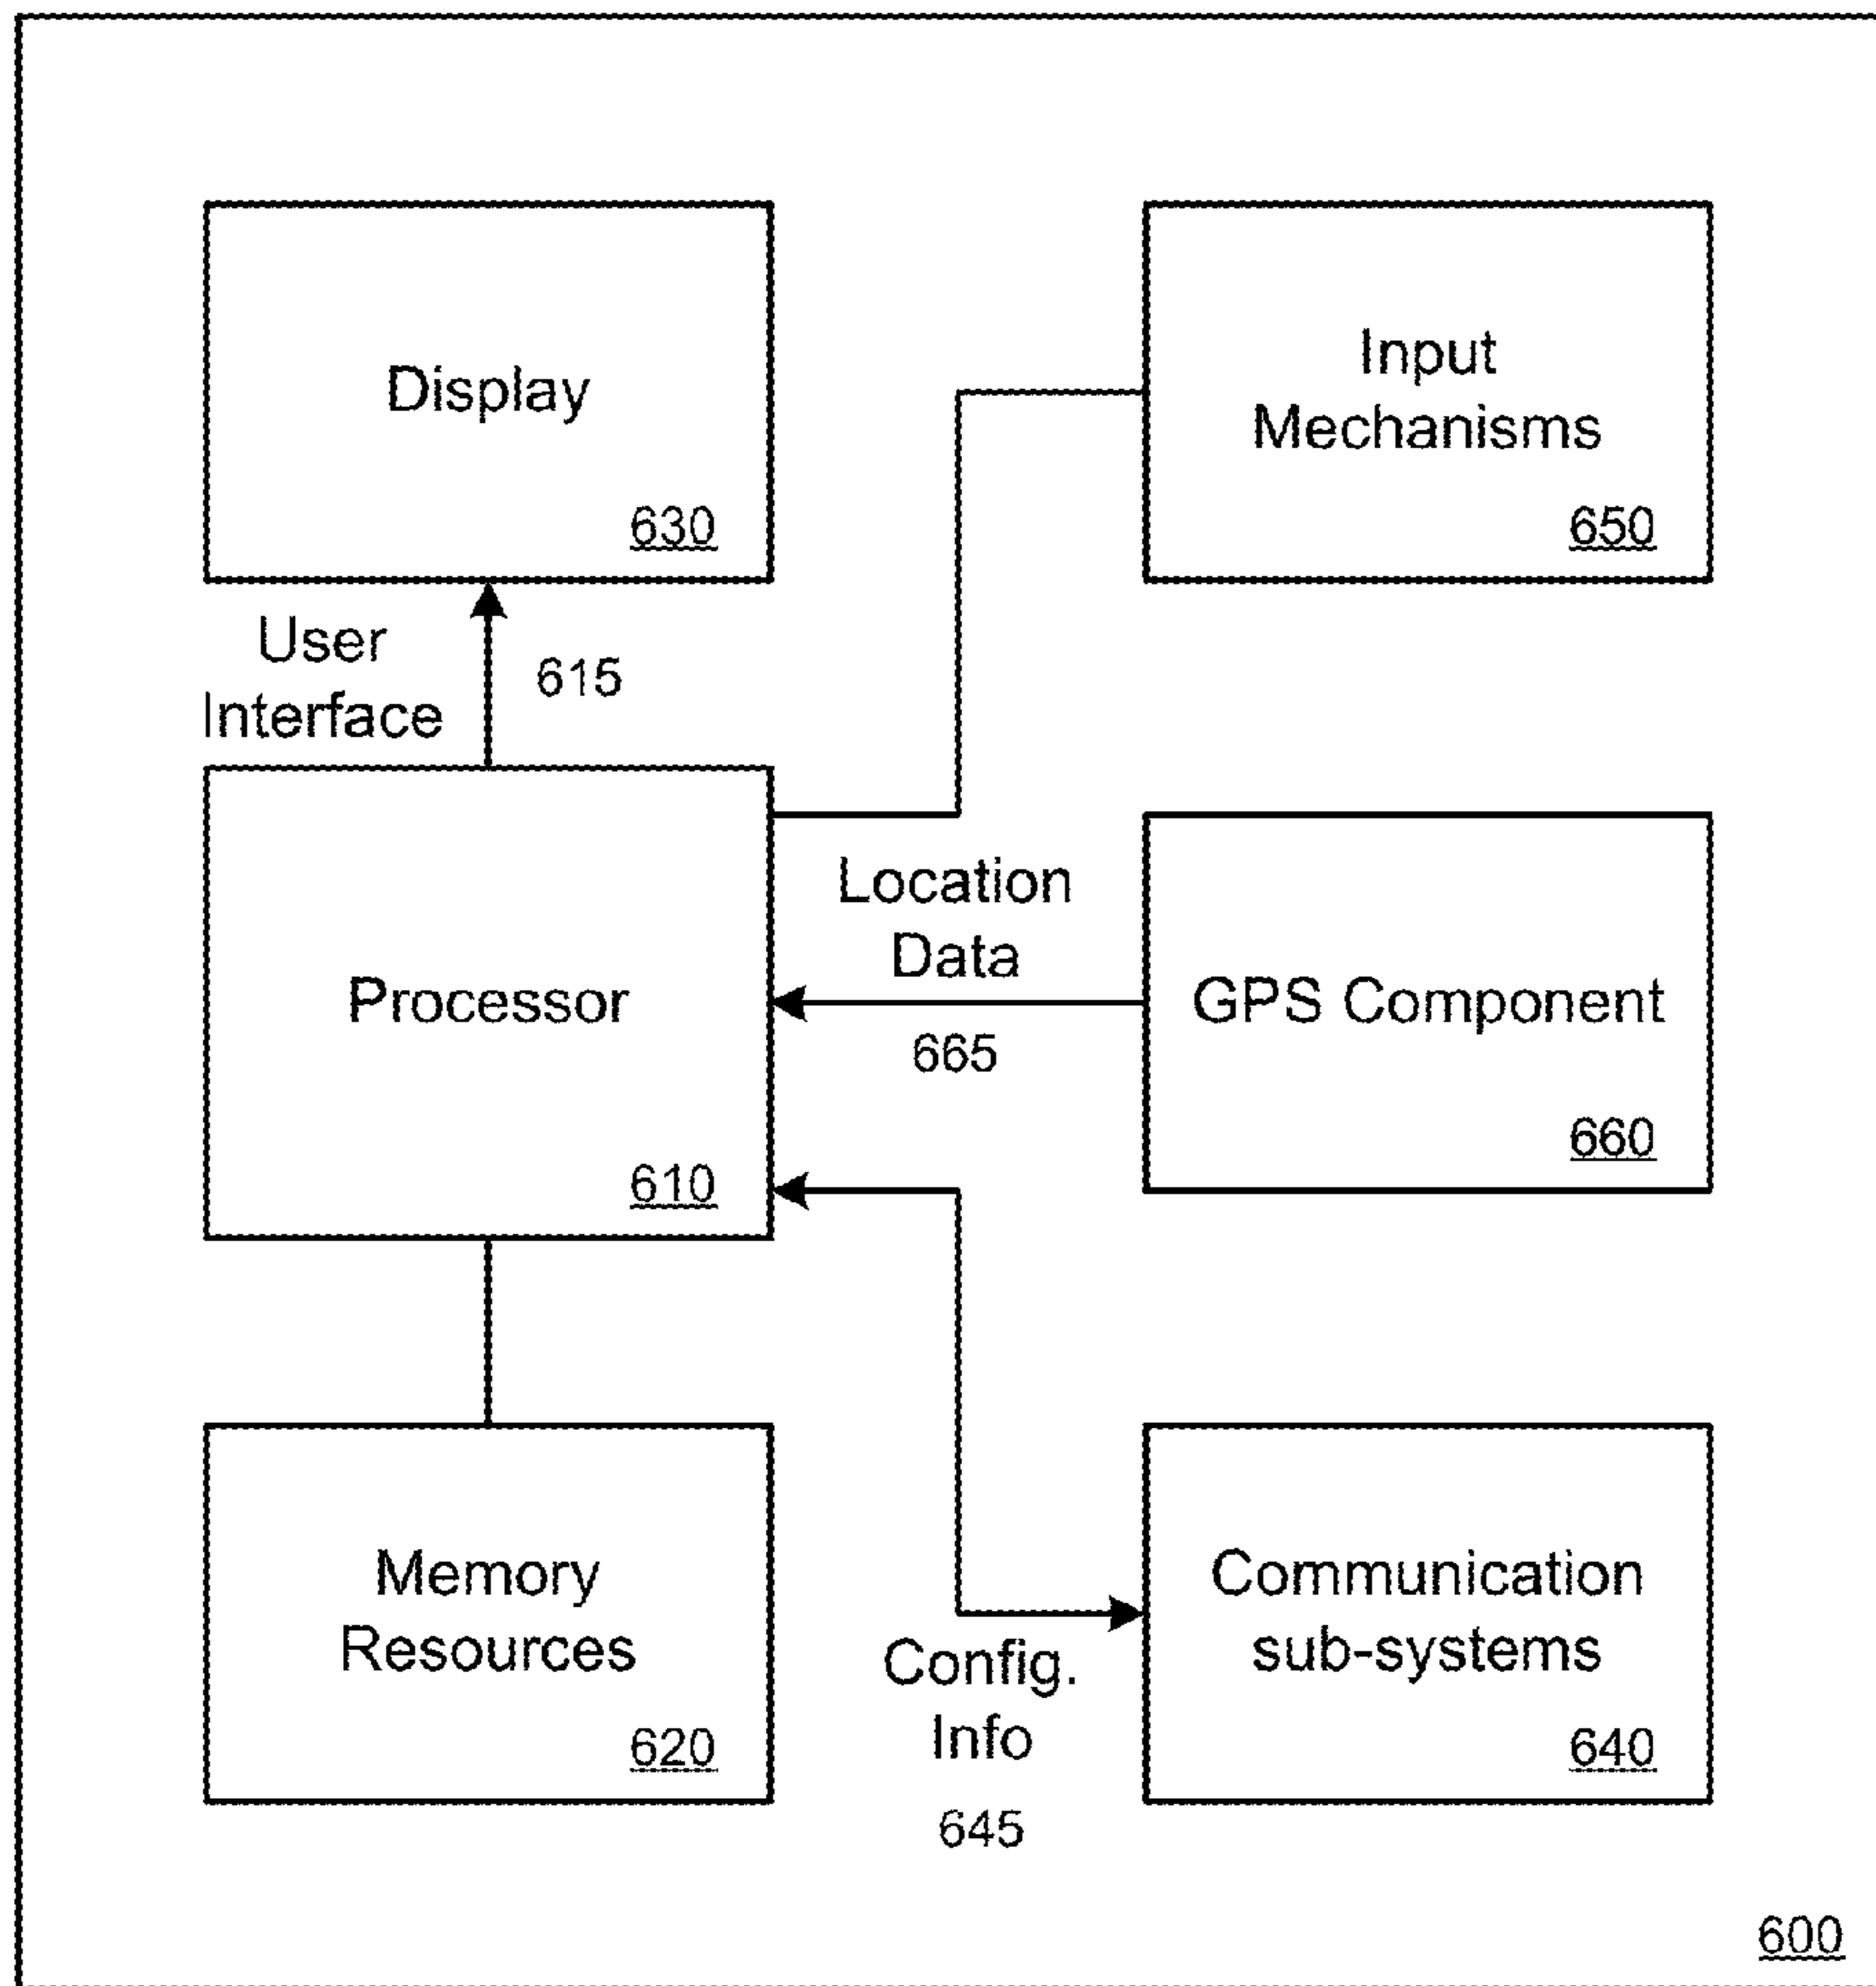 Display
630
Input
Mechanisms
650
User
Interface
615
Processor
610
Location
Data
665
GPS Component
660
Memory
Resources
620
Config.
Info
645
Communication
sub-systems
640
600